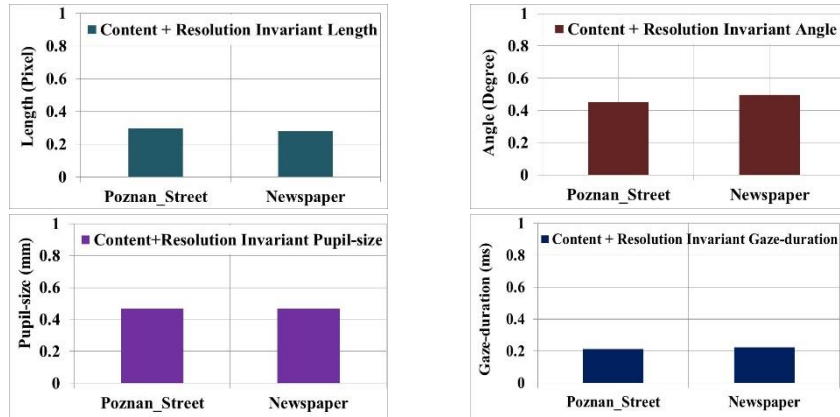 Content + Resolution Invariant Length
Length (Pixel)
1
0.8
0.6
0.4
0.2
0
Poznan_Street Newspaper
Content + Resolution Invariant Angle
Angle (Degree)
1
0.8
0.6
0.4
0.2
0
Poznan_Street Newspaper
Content+Resolution Invariant Pupil-size
Pupil-size (mm)
1
0.8
0.6
0.4
0.2
0
Poznan_Street Newspaper
Content + Resolution Invariant Gaze-duration
Gaze-duration (ms)
1
0.8
0.6
0.4
0.2
0
Poznan_Street Newspaper